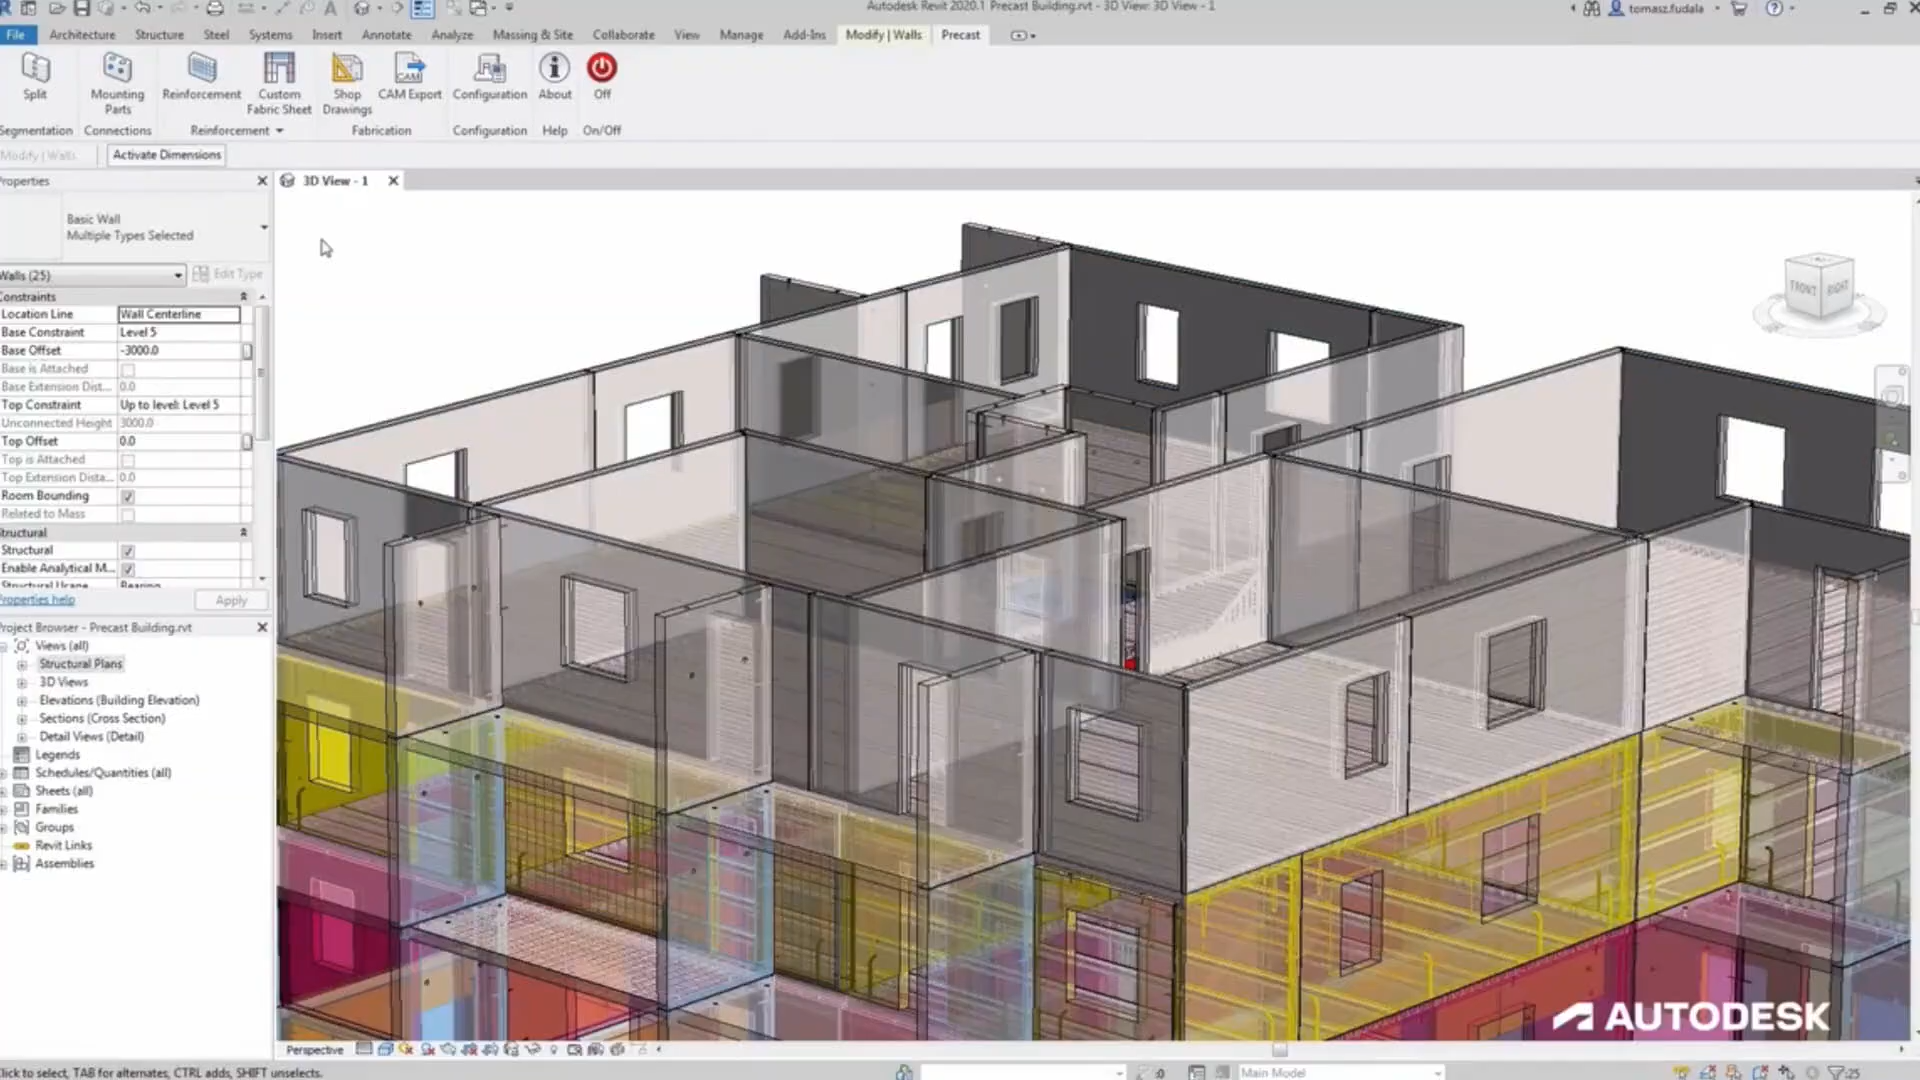 Autodesk Revit 2020.1 Precast Building.rvt - 3D View: 3D View - 1
tomasz.fudala
File Architecture Structure Steel Systems Insert Annotate Analyze Massing & Site Collaborate View Manage Add-Ins Modify | Walls Precast
Split
Mounting Parts
Reinforcement
Custom Fabric Sheet
Shop Drawings
CAM Export
Configuration
About
Off
Segmentation Connections Reinforcement Fabrication Configuration Help On/Off
Modify | Walls Activate Dimensions
Properties
3D View - 1
Basic Wall
Multiple Types Selected
Walls (25) Edit Type
Constraints
Location Line Wall Centerline
Base Constraint Level 5
Base Offset -3000.0
Base is Attached
Base Extension Dist... 0.0
Top Constraint Up to level: Level 5
Unconnected Height 3000.0
Top Offset 0.0
Top is Attached
Top Extension Dista... 0.0
Room Bounding
Related to Mass
Structural
Structural
Enable Analytical M...
Structural Usage Bearing
Properties help Apply
Project Browser - Precast Building.rvt
Views (all)
Structural Plans
3D Views
Elevations (Building Elevation)
Sections (Cross Section)
Detail Views (Detail)
Legends
Schedules/Quantities (all)
Sheets (all)
Families
Groups
Revit Links
Assemblies
FRONT RIGHT
AUTODESK
Perspective
Click to select, TAB for alternates, CTRL adds, SHIFT unselects.
:0
Main Model
:25